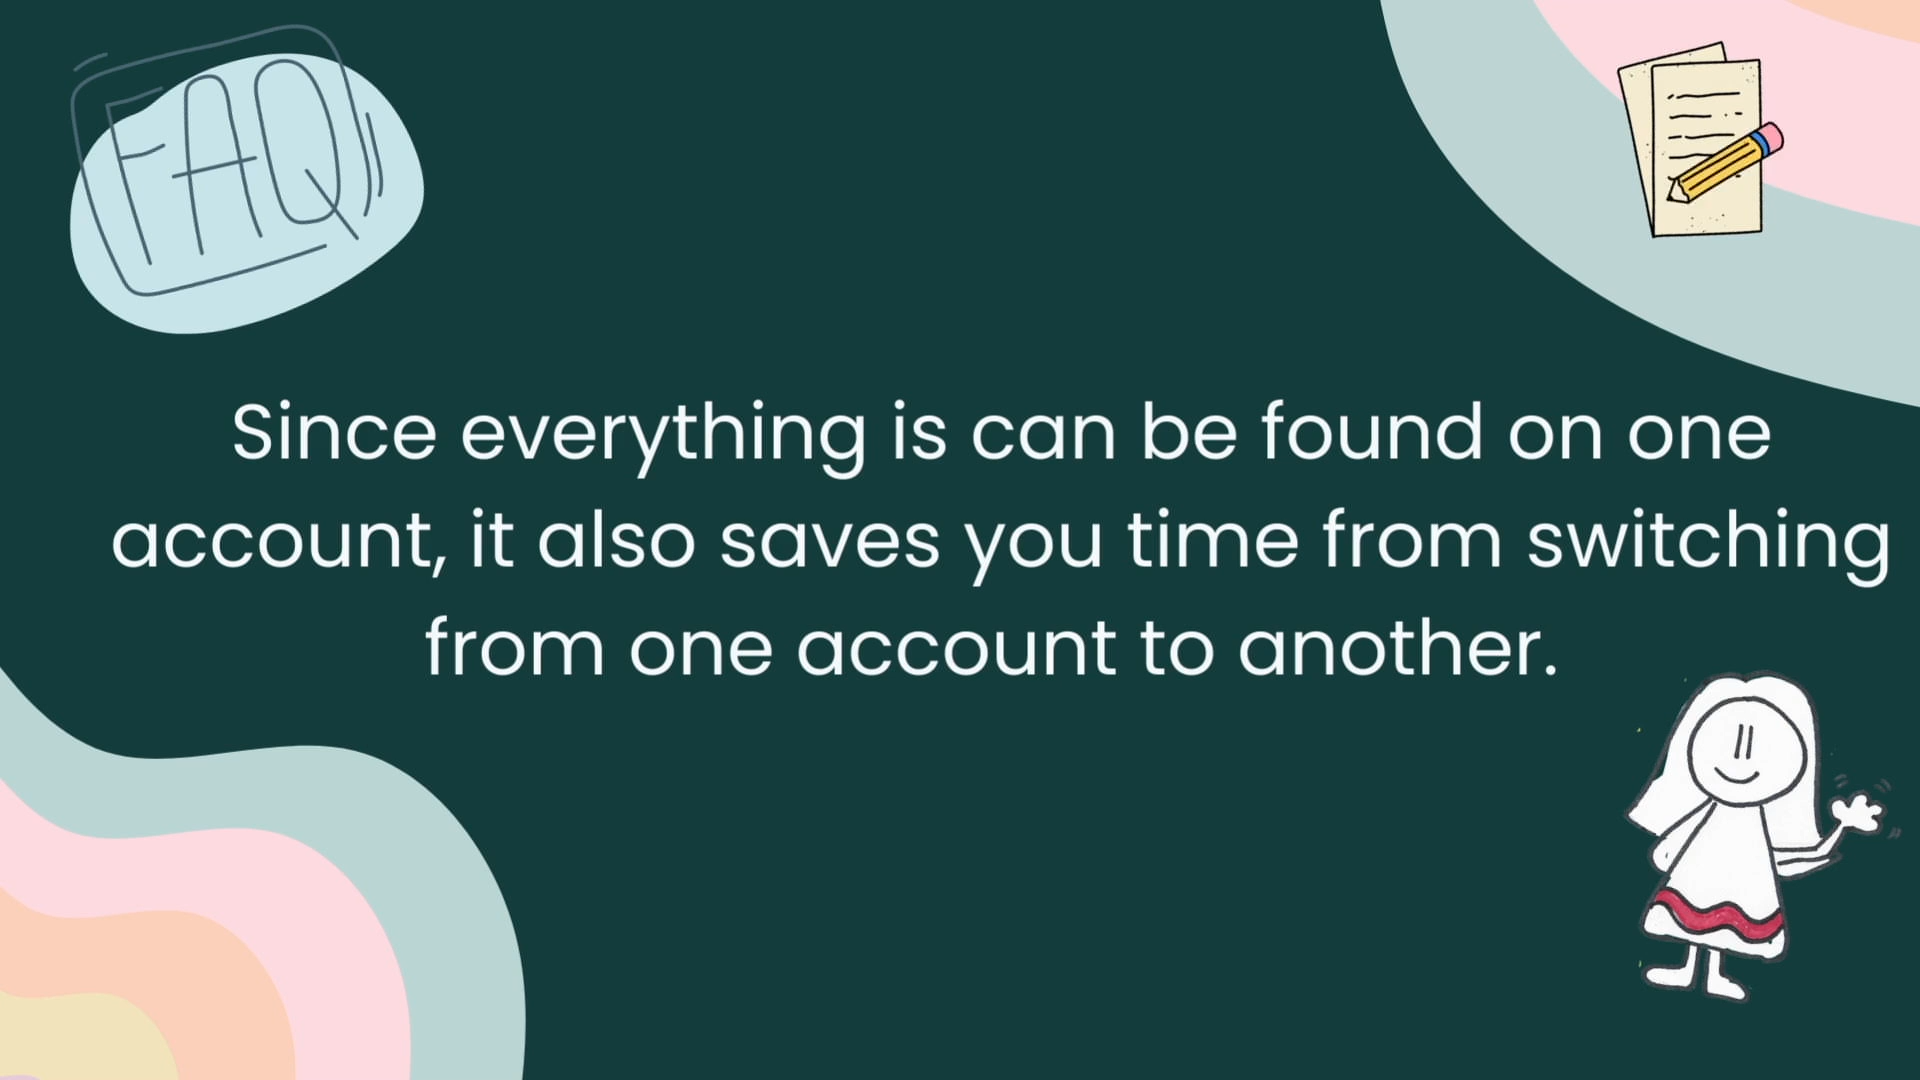 FAQ
Since everything is can be found on one
account, it also saves you time from switching
from one account to another.